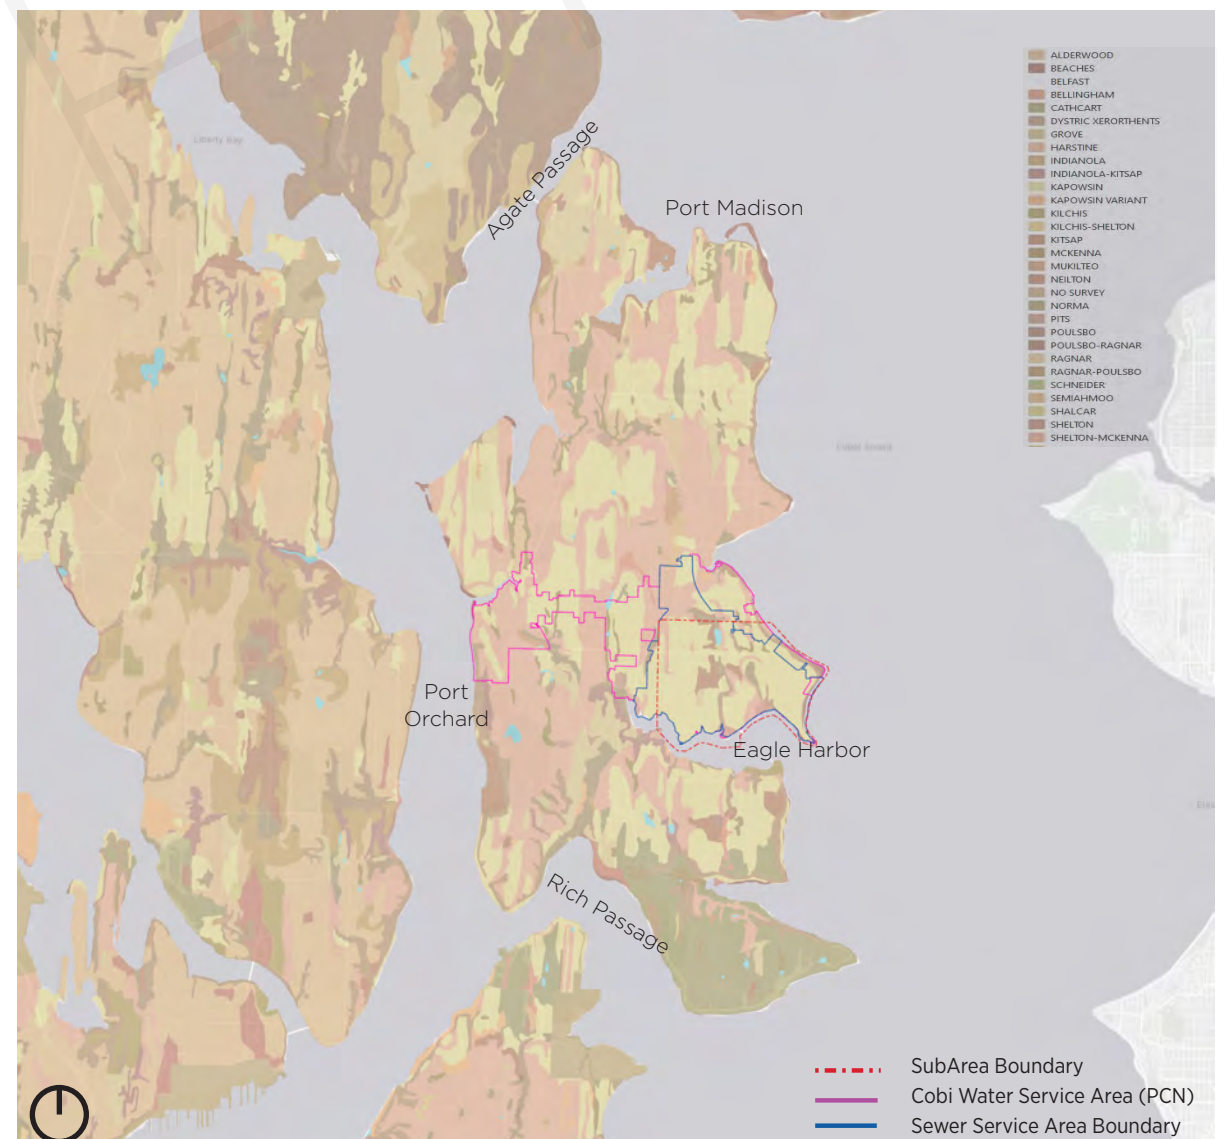 ALDERWOOD
BEACHES
BELFAST
BELLINGHAM
CATHCART
DYSTRIC XERORTHENTS
GROVE
HARSTINE
INDIANOLA
INDIANOLA-KITSAP
KAPOWSIN
KAPOWSIN VARIANT
KILCHIS
KILCHIS-SHELTON
KITSAP
MCKENNA
MUKILTEO
NEILTON
NO SURVEY
NORMA
PITS
POULSBO
POULSBO-RAGNAR
RAGNAR
RAGNAR-POULSBO
SCHNEIDER
SEMIAHMOO
SHALCAR
SHELTON
SHELTON-MCKENNA
Liberty Bay
Agate Passage
Port Madison
Port
Orchard
Eagle Harbor
Rich Passage
SubArea Boundary
Cobi Water Service Area (PCN)
Sewer Service Area Boundary